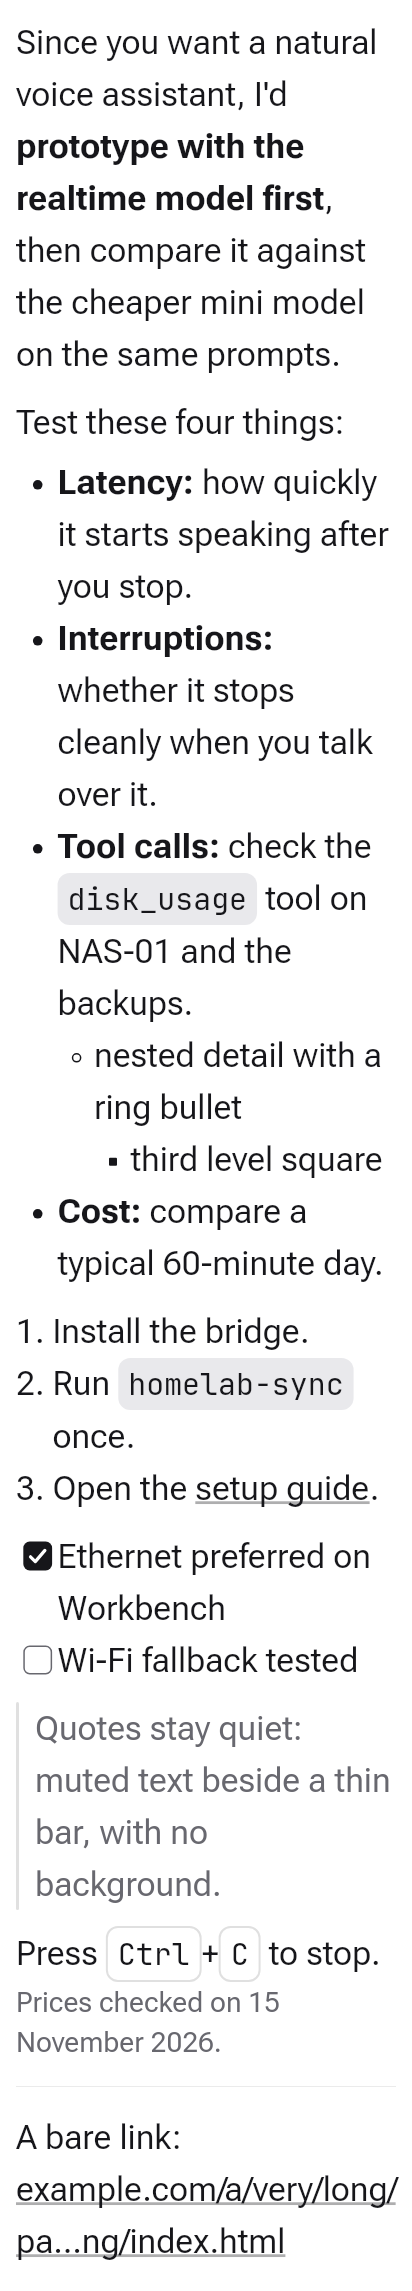 Since you want a natural
voice assistant, I'd
prototype with the
realtime model first,
then compare it against
the cheaper mini model
on the same prompts.
Test these four things:
• Latency: how quickly
it starts speaking after
you stop.
• Interruptions:
whether it stops
cleanly when you talk
over it.
• Tool calls: check the
disk_usage tool on
NAS-01 and the
backups.
◦ nested detail with a
ring bullet
▪ third level square
• Cost: compare a
typical 60-minute day.
1. Install the bridge.
2. Run homelab-sync
once.
3. Open the setup guide.
Ethernet preferred on
Workbench
Wi-Fi fallback tested
Quotes stay quiet:
muted text beside a thin
bar, with no
background.
Press Ctrl+C to stop.
Prices checked on 15
November 2026.
A bare link:
example.com/a/very/long/
pa...ng/index.html